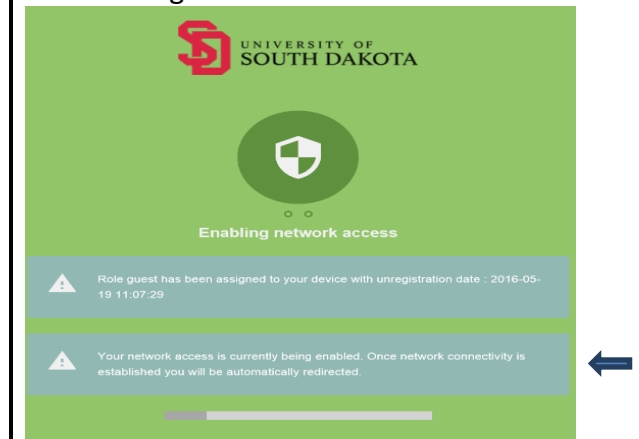 UNIVERSITY OF
SOUTH DAKOTA
Enabling network access
Role guest has been assigned to your device with unregistration date : 2016-05-
19 11:07:29
Your network access is currently being enabled. Once network connectivity is
established you will be automatically redirected.